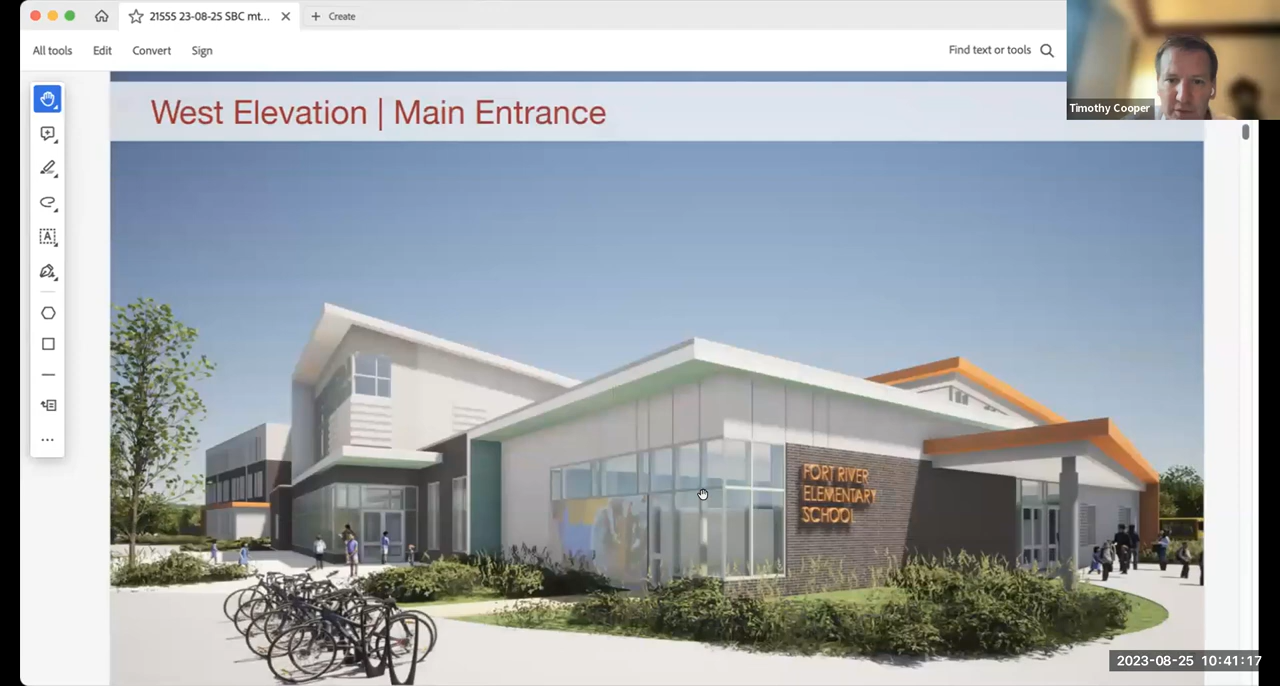 21555 23-08-25 SBC mt...
Create
All tools
Edit
Convert
Sign
Find text or tools
Timothy Cooper
West Elevation | Main Entrance
FORT RIVER
ELEMENTARY
SCHOOL
2023-08-25 10:41:17